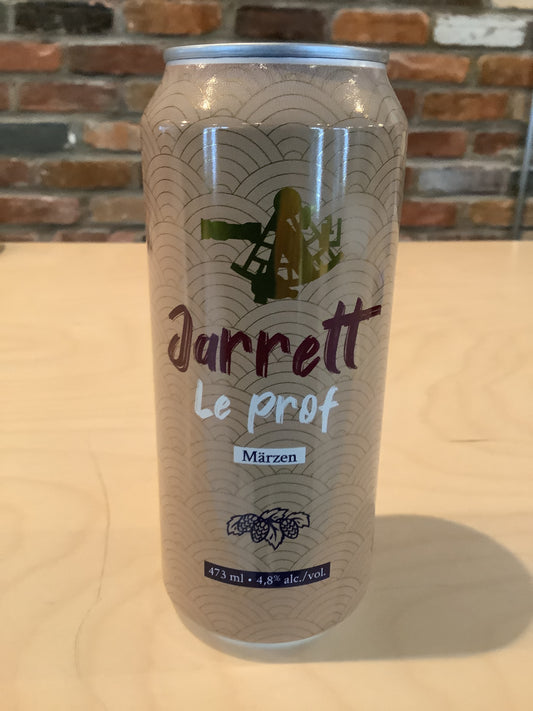 Jarrett
Le prof
Märzen
473 ml • 4,8% alc./vol.